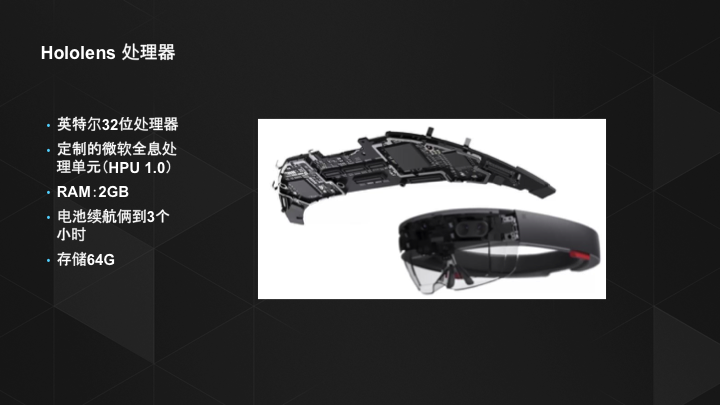 Hololens 处理器
• 英特尔32位处理器
• 定制的微软全息处
理单元（HPU 1.0）
• RAM：2GB
• 电池续航俩到3个
小时
• 存储64G